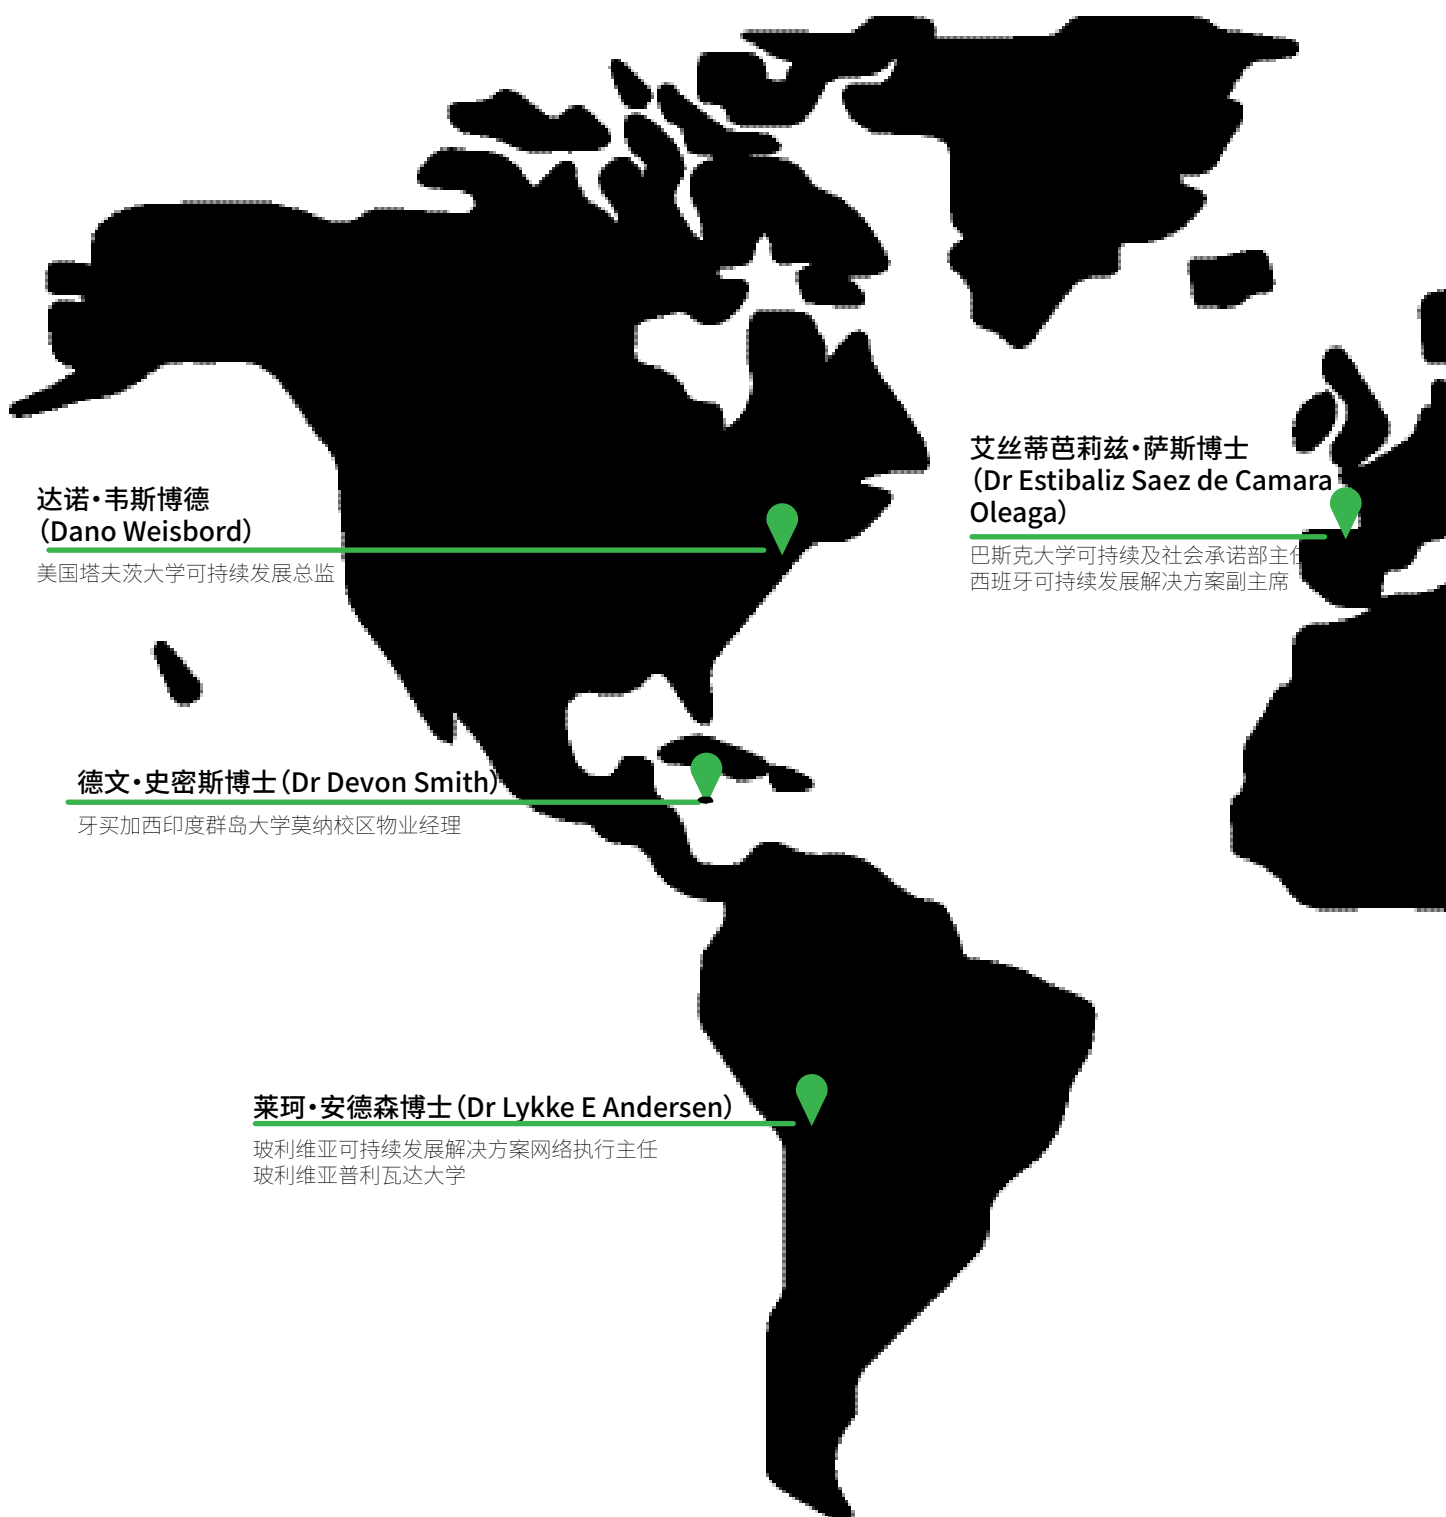 艾丝蒂芭莉兹•萨斯博士
（Dr Estibaliz Saez de Camara
Oleaga）
巴斯克大学可持续及社会承诺部主任
西班牙可持续发展解决方案副主席
达诺•韦斯博德
（Dano Weisbord）
美国塔夫茨大学可持续发展总监
德文•史密斯博士（Dr Devon Smith）
牙买加西印度群岛大学莫纳校区物业经理
莱珂•安德森博士（Dr Lykke E Andersen）
玻利维亚可持续发展解决方案网络执行主任
玻利维亚普利瓦达大学